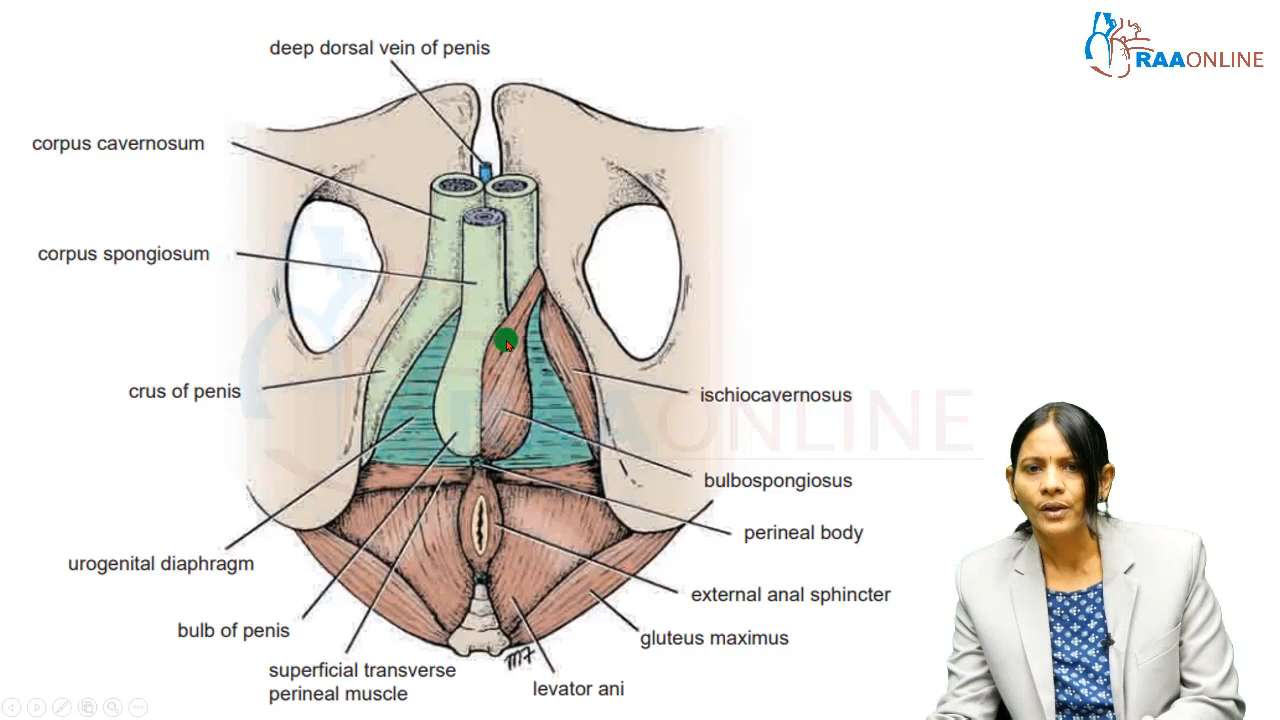 deep dorsal vein of penis
RAAONLINE
corpus cavernosum
corpus spongiosum
crus of penis
ischiocavernosus
ONLINE
bulbospongiosus
perineal body
urogenital diaphragm
external anal sphincter
bulb of penis
gluteus maximus
superficial transverse
perineal muscle
levator ani